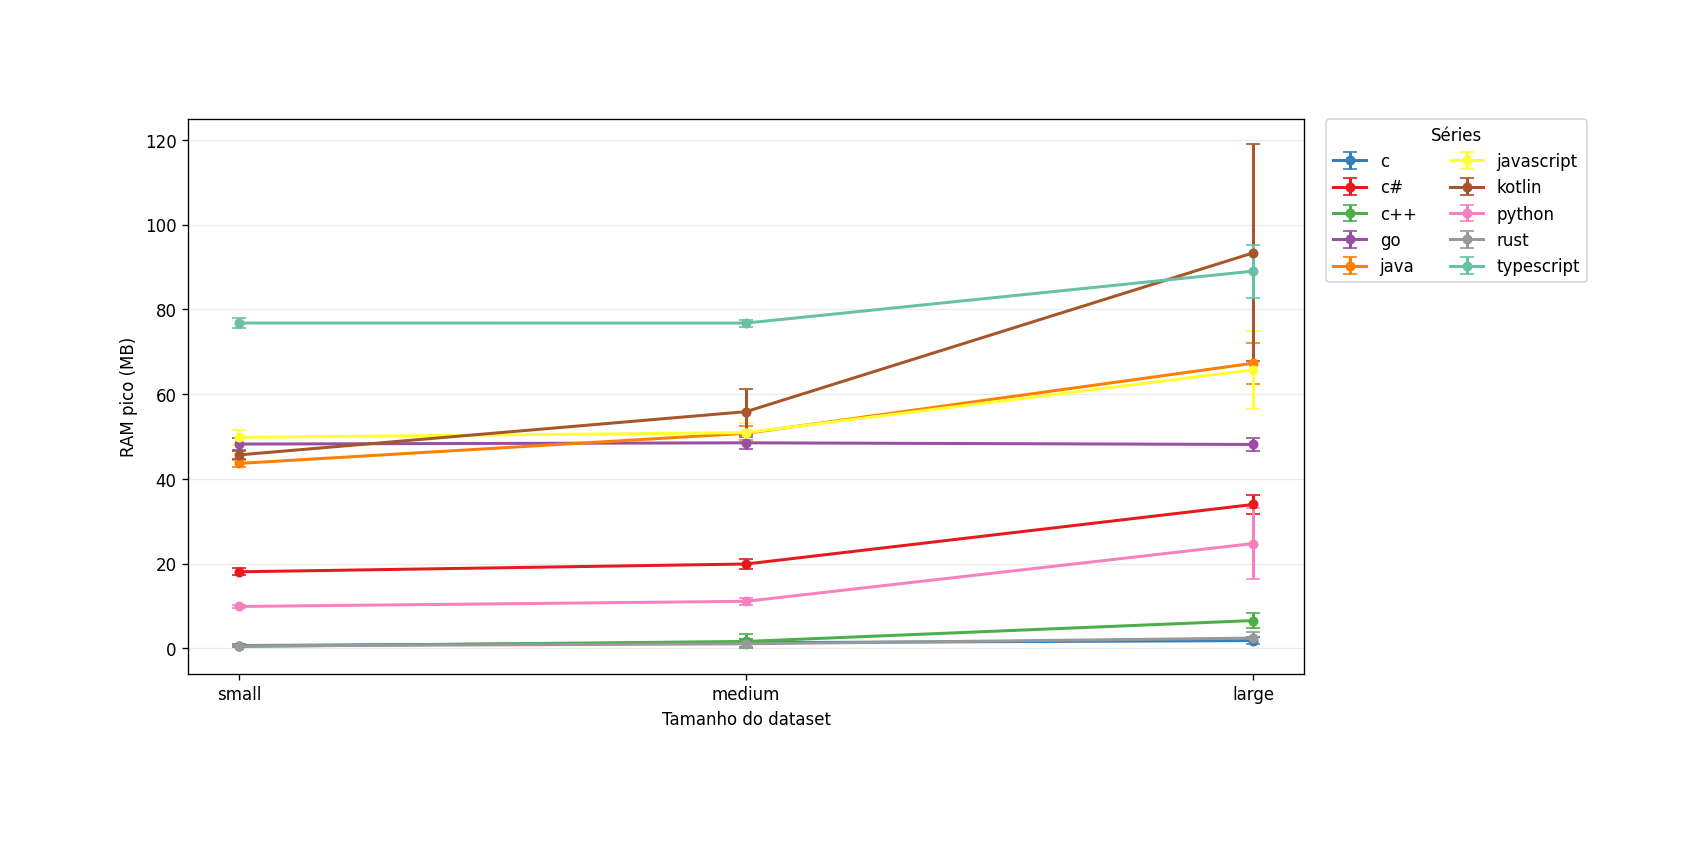 120
100
80
60
40
20
0
RAM pico (MB)
small
medium
large
Tamanho do dataset
Séries
c
c#
c++
go
java
javascript
kotlin
python
rust
typescript